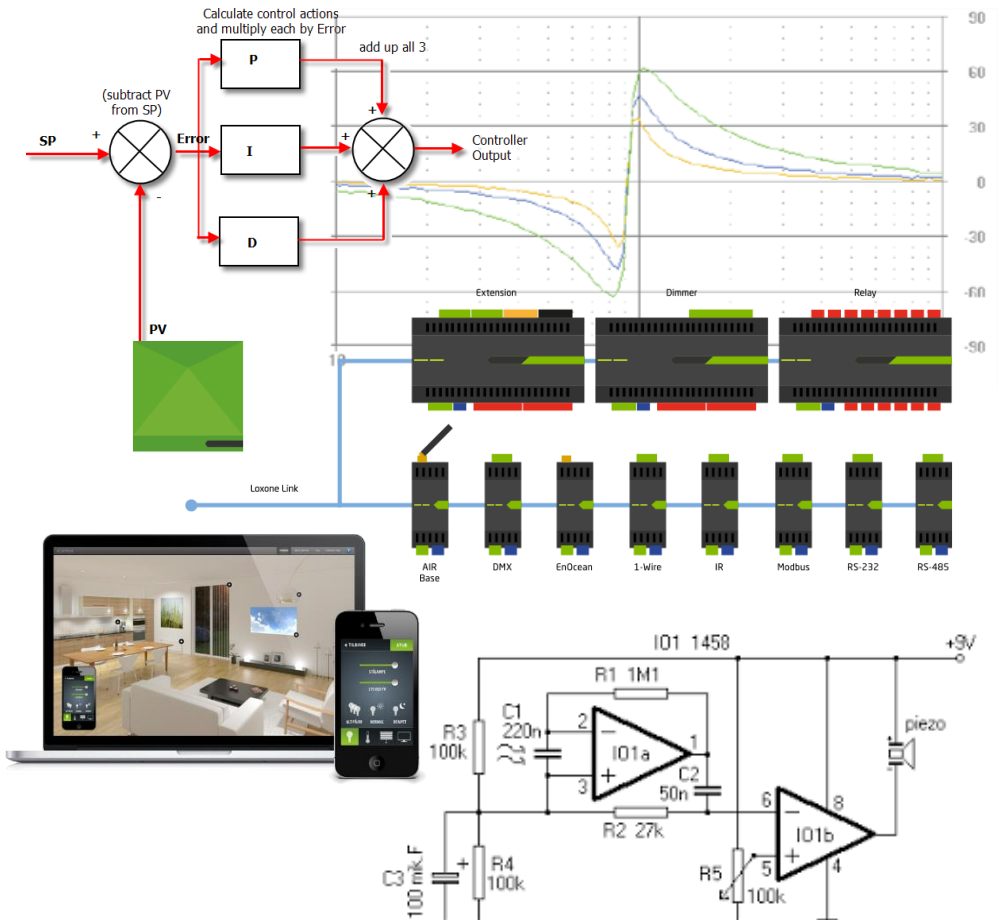 Calculate control actions
and multiply each by Error
add up all 3
90
60
30
0
-30
-60
-90
10
P
(subtract PV
from SP)
SP
+
Error
-
I
+
+
+
Controller
Output
D
PV
Extension
Dimmer
Relay
Loxone Link
AIR
Base
DMX
EnOcean
1-Wire
IR
Modbus
RS-232
RS-485
IO1 1458
+9V
R1 1M1
C1
220n
R3
100k
2
-
IO1a
1
3
+
C2
50n
piezo
R2 27k
6
-
8
IO1b
5
+
4
C3
100 mik.F
+
R4
100k
R5
100k